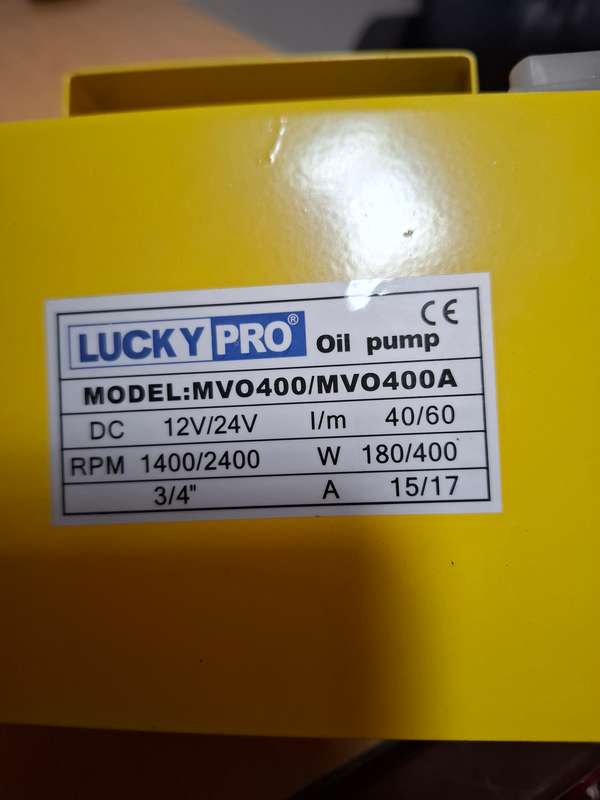 LUCKY PRO® Oil pump CE
MODEL:MVO400/MVO400A
DC 12V/24V l/m 40/60
RPM 1400/2400 W 180/400
3/4" A 15/17